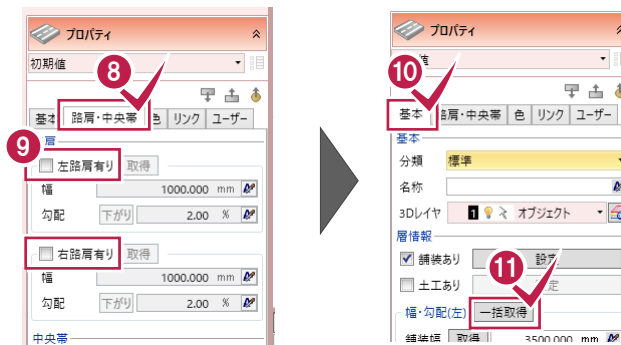 プロパティ
初期値
8
基本 路肩・中央帯 色 リンク ユーザー
9
左路肩有り 取得
幅 1000.000 mm
勾配 下がり 2.00 %
右路肩有り 取得
幅 1000.000 mm
勾配 下がり 2.00 %
中央帯
プロパティ
10
基本 路肩・中央帯 色 リンク ユーザー
基本
分類 標準
名称
3Dレイヤ 1 オブジェクト
層情報
舗装あり 設定
土工あり
11
幅・勾配(左) 一括取得
舗装幅 取得 3500.000 mm